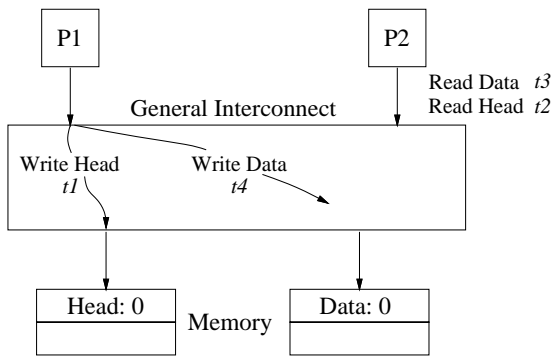 P1
P2
Read Data t3
Read Head t2
General Interconnect
Write Head
t1
Write Data
t4
Head: 0
Memory
Data: 0